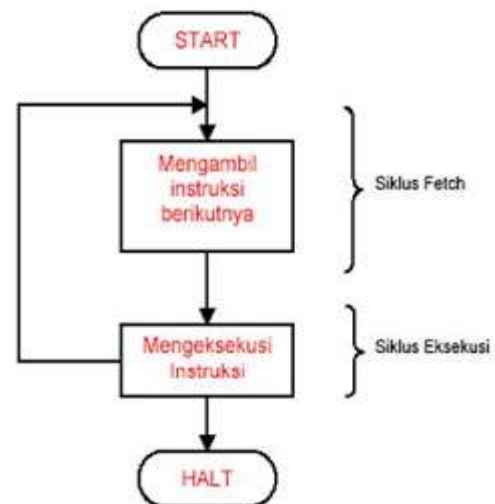 START
Mengambil
instruksi
berikutnya
Siklus Fetch
Mengeksekusi
Instruksi
Siklus Eksekusi
HALT